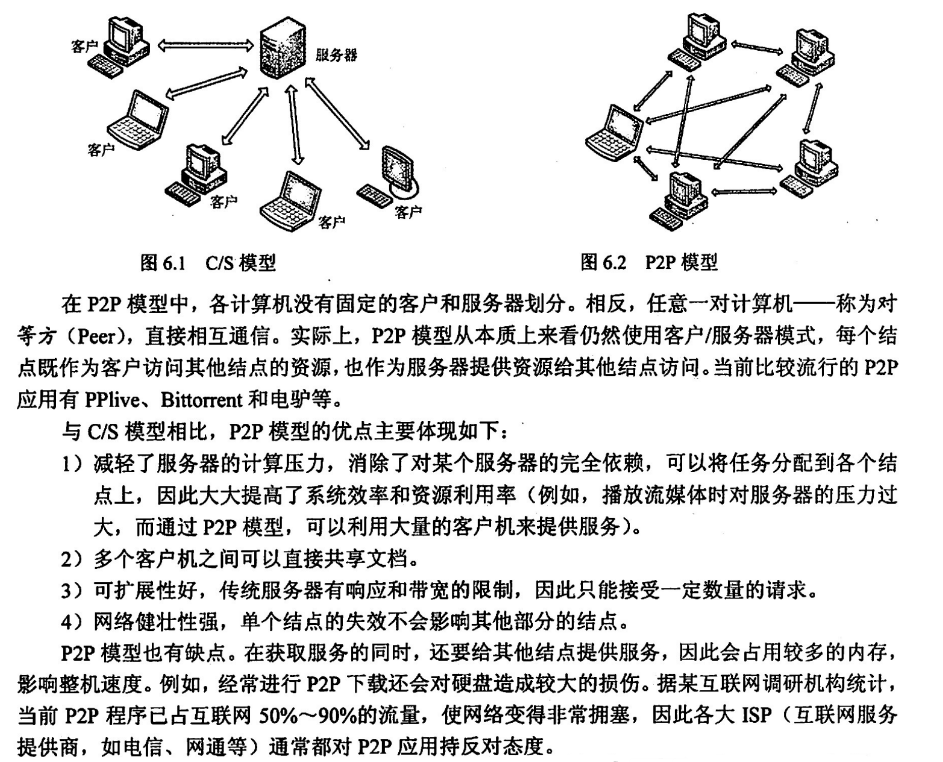 客户
服务器
客户
客户
客户
客户
图 6.1 C/S 模型
图 6.2 P2P 模型
在 P2P 模型中，各计算机没有固定的客户和服务器划分。相反，任意一对计算机——称为对
等方（Peer），直接相互通信。实际上，P2P 模型从本质上来看仍然使用客户/服务器模式，每个结
点既作为客户访问其他结点的资源，也作为服务器提供资源给其他结点访问。当前比较流行的 P2P
应用有 PPlive、Bittorrent 和电驴等。
与 C/S 模型相比，P2P 模型的优点主要体现如下：
1）减轻了服务器的计算压力，消除了对某个服务器的完全依赖，可以将任务分配到各个结
点上，因此大大提高了系统效率和资源利用率（例如，播放流媒体时对服务器的压力过
大，而通过 P2P 模型，可以利用大量的客户机来提供服务）。
2）多个客户机之间可以直接共享文档。
3）可扩展性好，传统服务器有响应和带宽的限制，因此只能接受一定数量的请求。
4）网络健壮性强，单个结点的失效不会影响其他部分的结点。
P2P 模型也有缺点。在获取服务的同时，还要给其他结点提供服务，因此会占用较多的内存，
影响整机速度。例如，经常进行 P2P 下载还会对硬盘造成较大的损伤。据某互联网调研机构统计，
当前 P2P 程序已占互联网 50%～90%的流量，使网络变得非常拥塞，因此各大 ISP（互联网服务
提供商，如电信、网通等）通常都对 P2P 应用持反对态度。